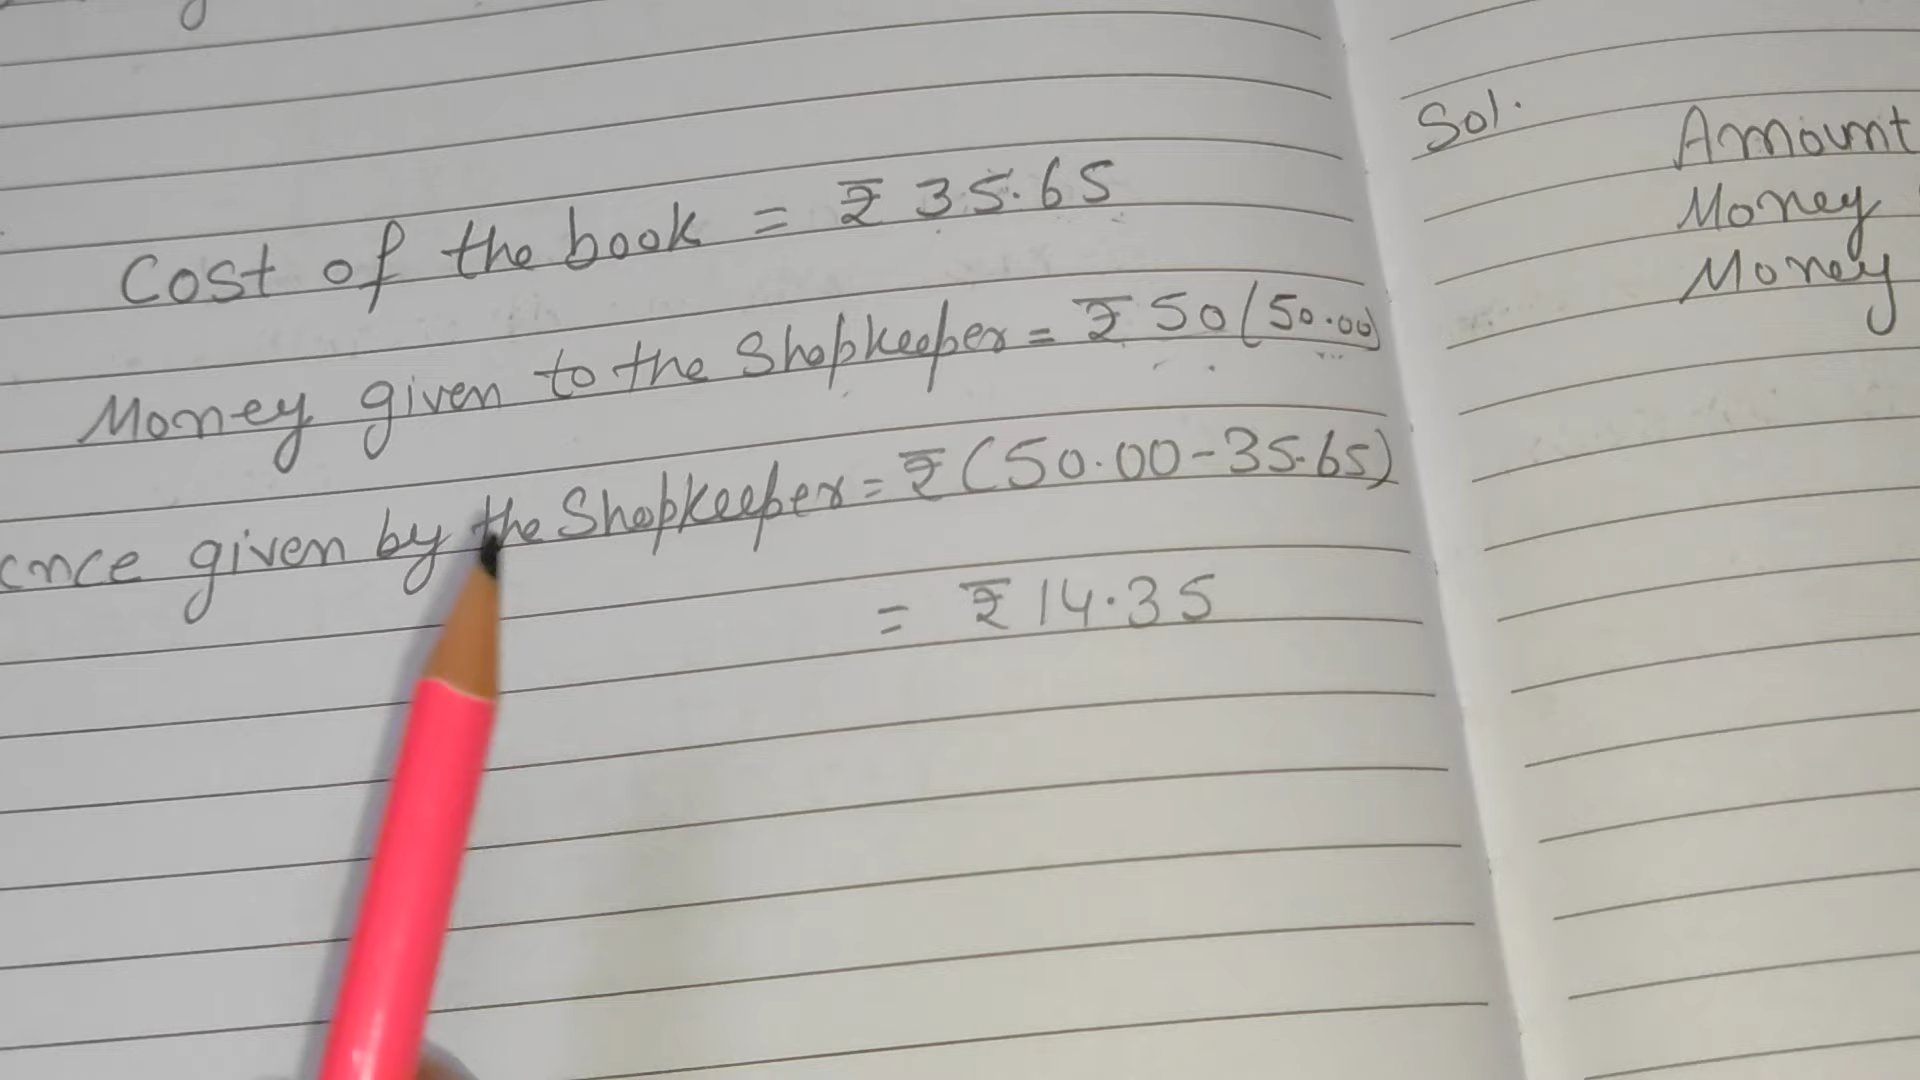 Cost of the book = ₹ 35.65
Money given to the Shopkeeper = ₹ 50 (50.00)
given by the Shopkeeper = ₹ (50.00-35.65)
= ₹ 14.35
Sol.
Amount
Money
Money